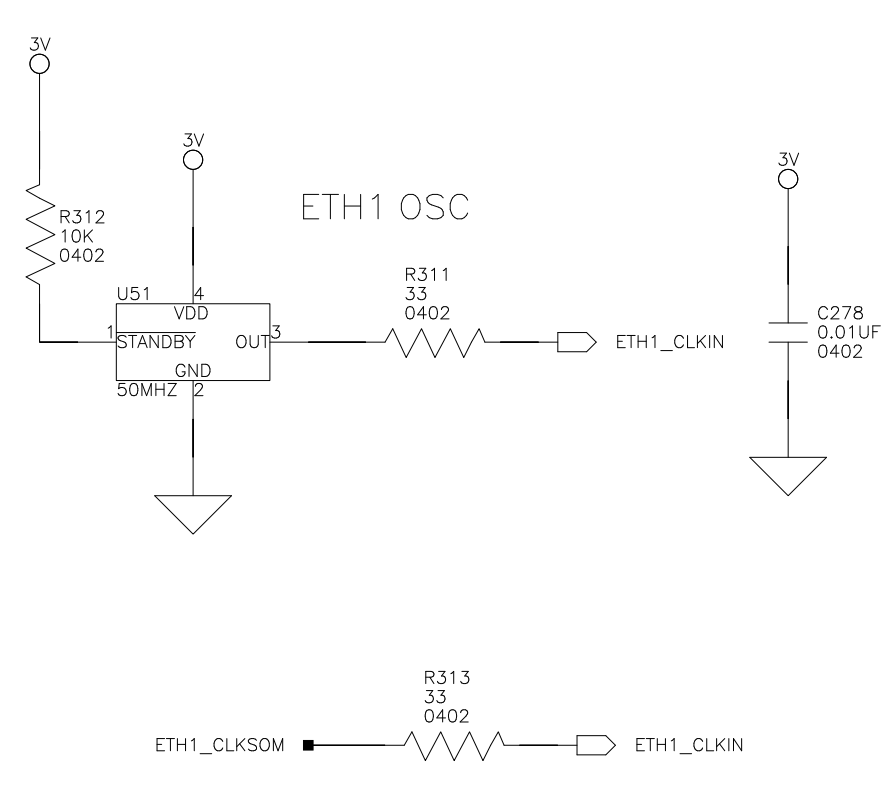 3V
3V
ETH1 OSC
3V
R312
10K
0402
R311
33
0402
U51
4
VDD
1
STANDBY
OUT
3
GND
50MHZ
2
ETH1_CLKIN
C278
0.01UF
0402
R313
33
0402
ETH1_CLKSOM
ETH1_CLKIN